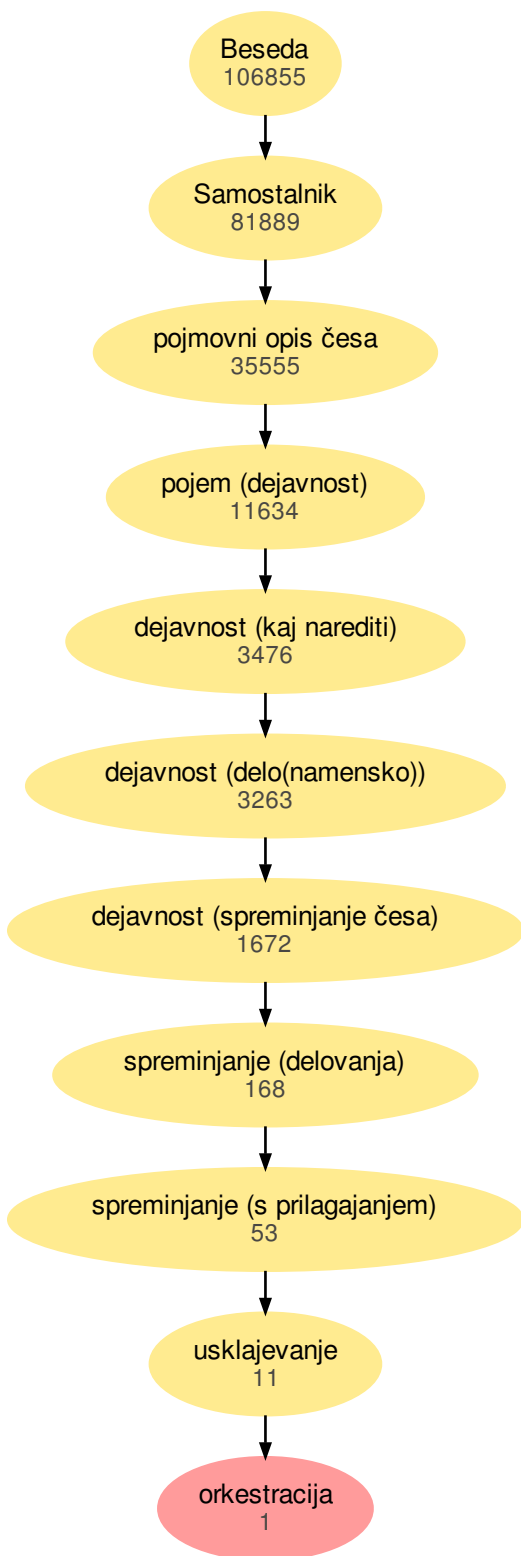 Beseda
106855
Samostalnik
81889
pojmovni opis česa
35555
pojem (dejavnost)
11634
dejavnost (kaj narediti)
3476
dejavnost (delo(namensko))
3263
dejavnost (spreminjanje česa)
1672
spreminjanje (delovanja)
168
spreminjanje (s prilagajanjem)
53
usklajevanje
11
orkestracija
1